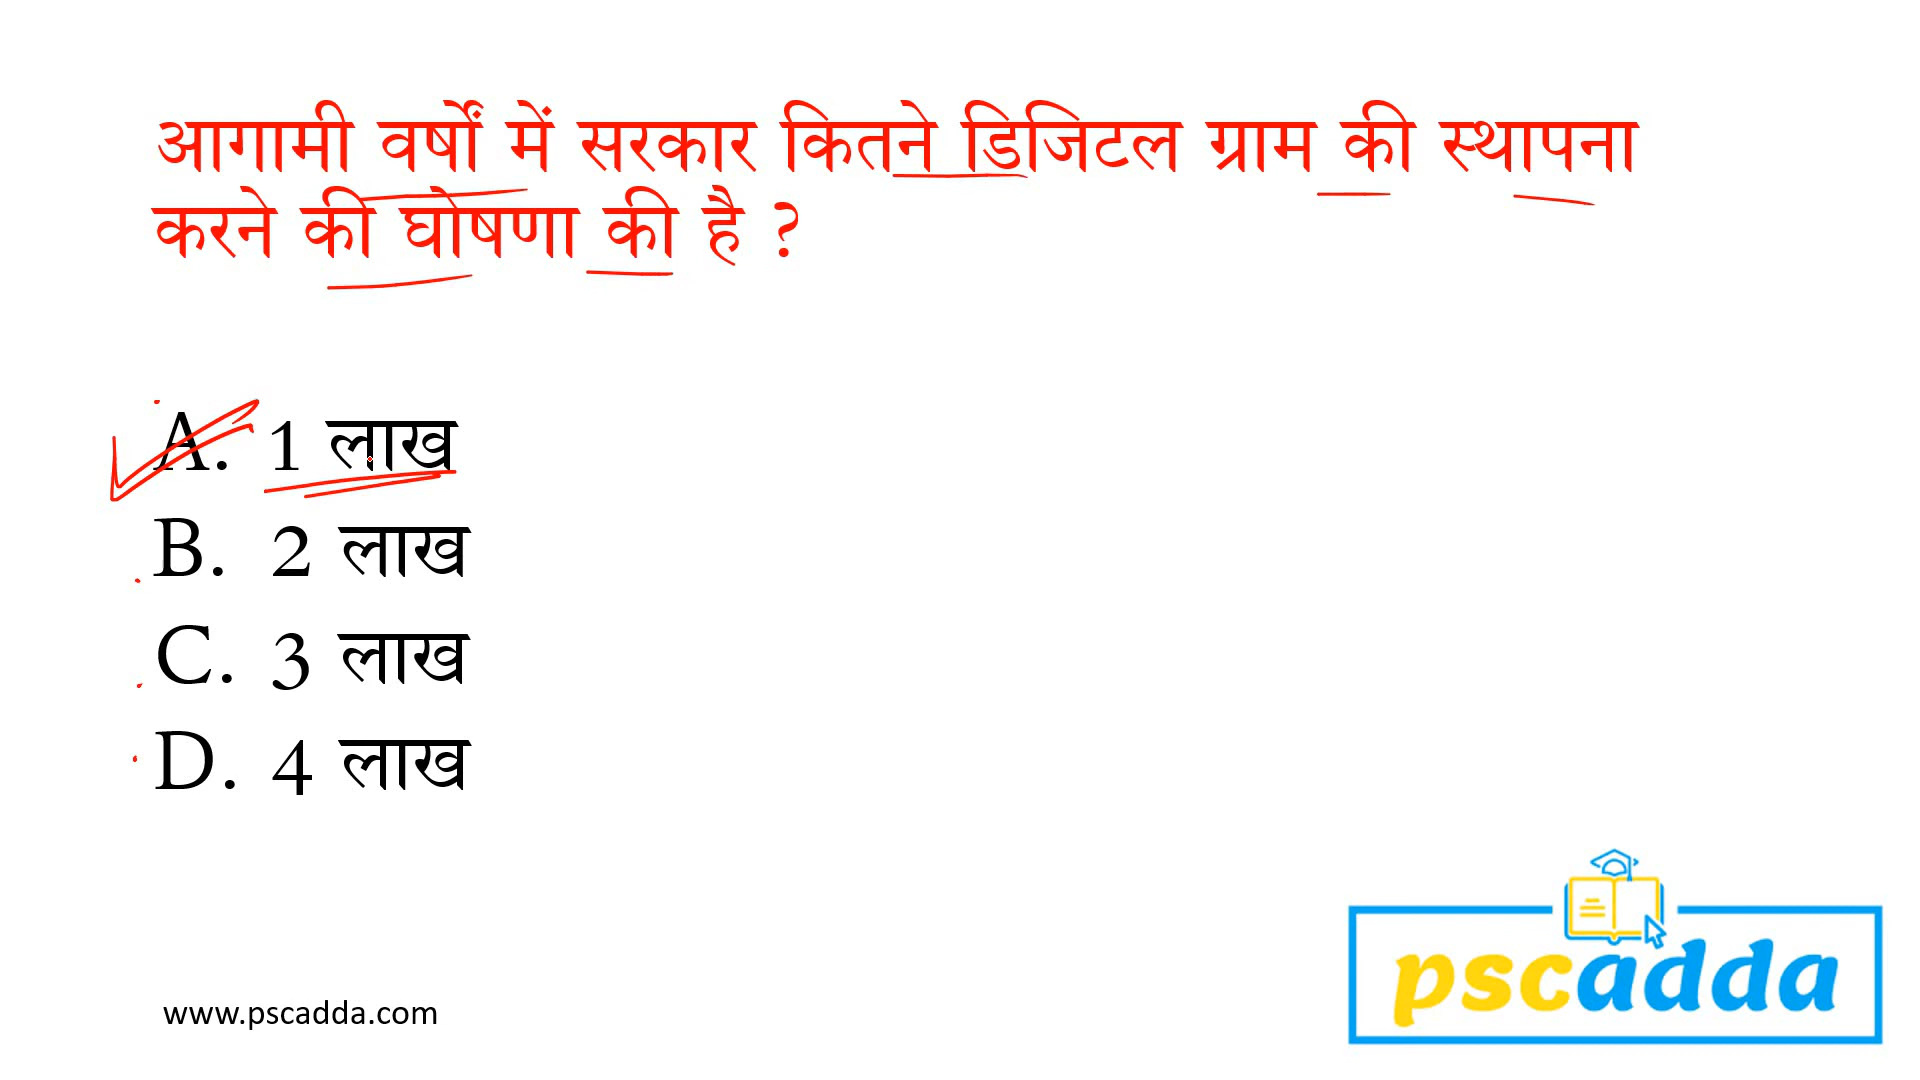 आगामी वर्षों में सरकार कितने डिजिटल ग्राम की स्थापना
करने की घोषणा की है ?
A. 1 लाख
B. 2 लाख
C. 3 लाख
D. 4 लाख
pscadda
www.pscadda.com